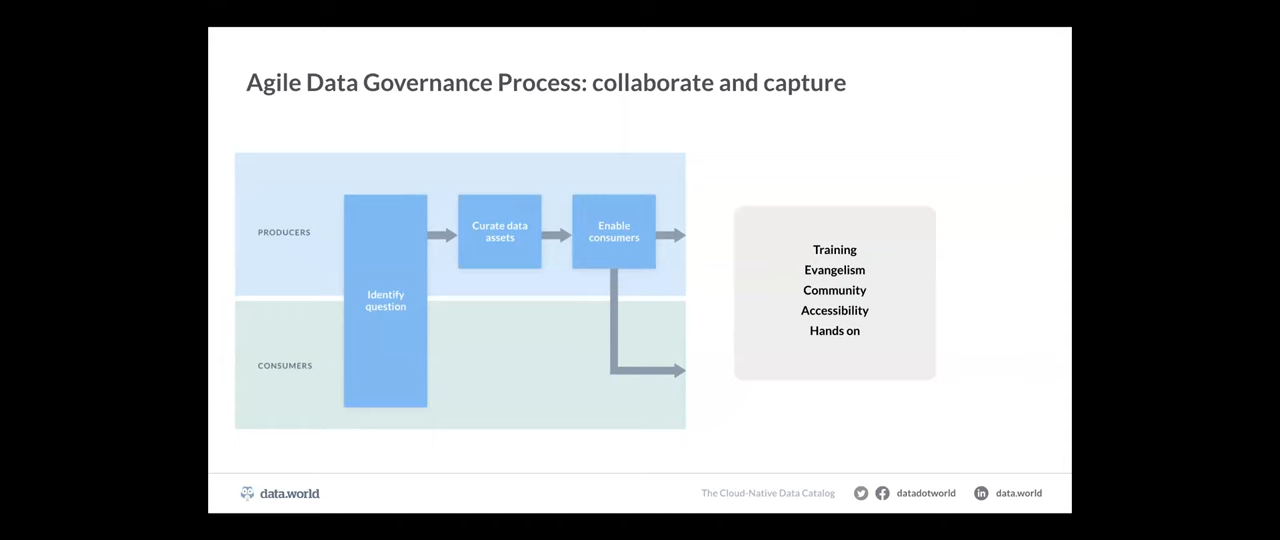 Agile Data Governance Process: collaborate and capture
PRODUCERS
Identify
question
Curate data
assets
Enable
consumers
CONSUMERS
Training
Evangelism
Community
Accessibility
Hands on
data.world
The Cloud-Native Data Catalog
datadotworld
in
data.world